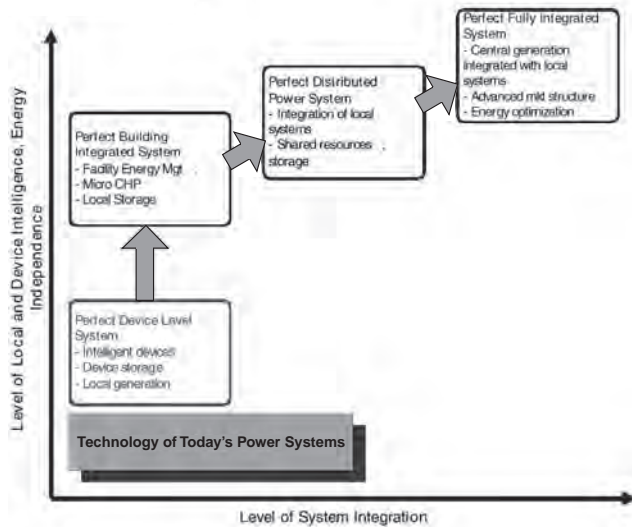 Perfect Fully Integrated
System
- Central generation
integrated with local
systems
- Advanced mkt structure
- Energy optimization
Perfect Distributed
Power System
- Integration of local
systems
- Shared resources ;
storage
Perfect Building
Integrated System
- Facility Energy Mgt .
- Micro CHP
- Local Storage
Perfect Device Level
System
- Intelligent devices
- Device storage
- Local generation
Technology of Today's Power Systems
Level of Local and Device Intelligence, Energy
Independence
Level of System Integration